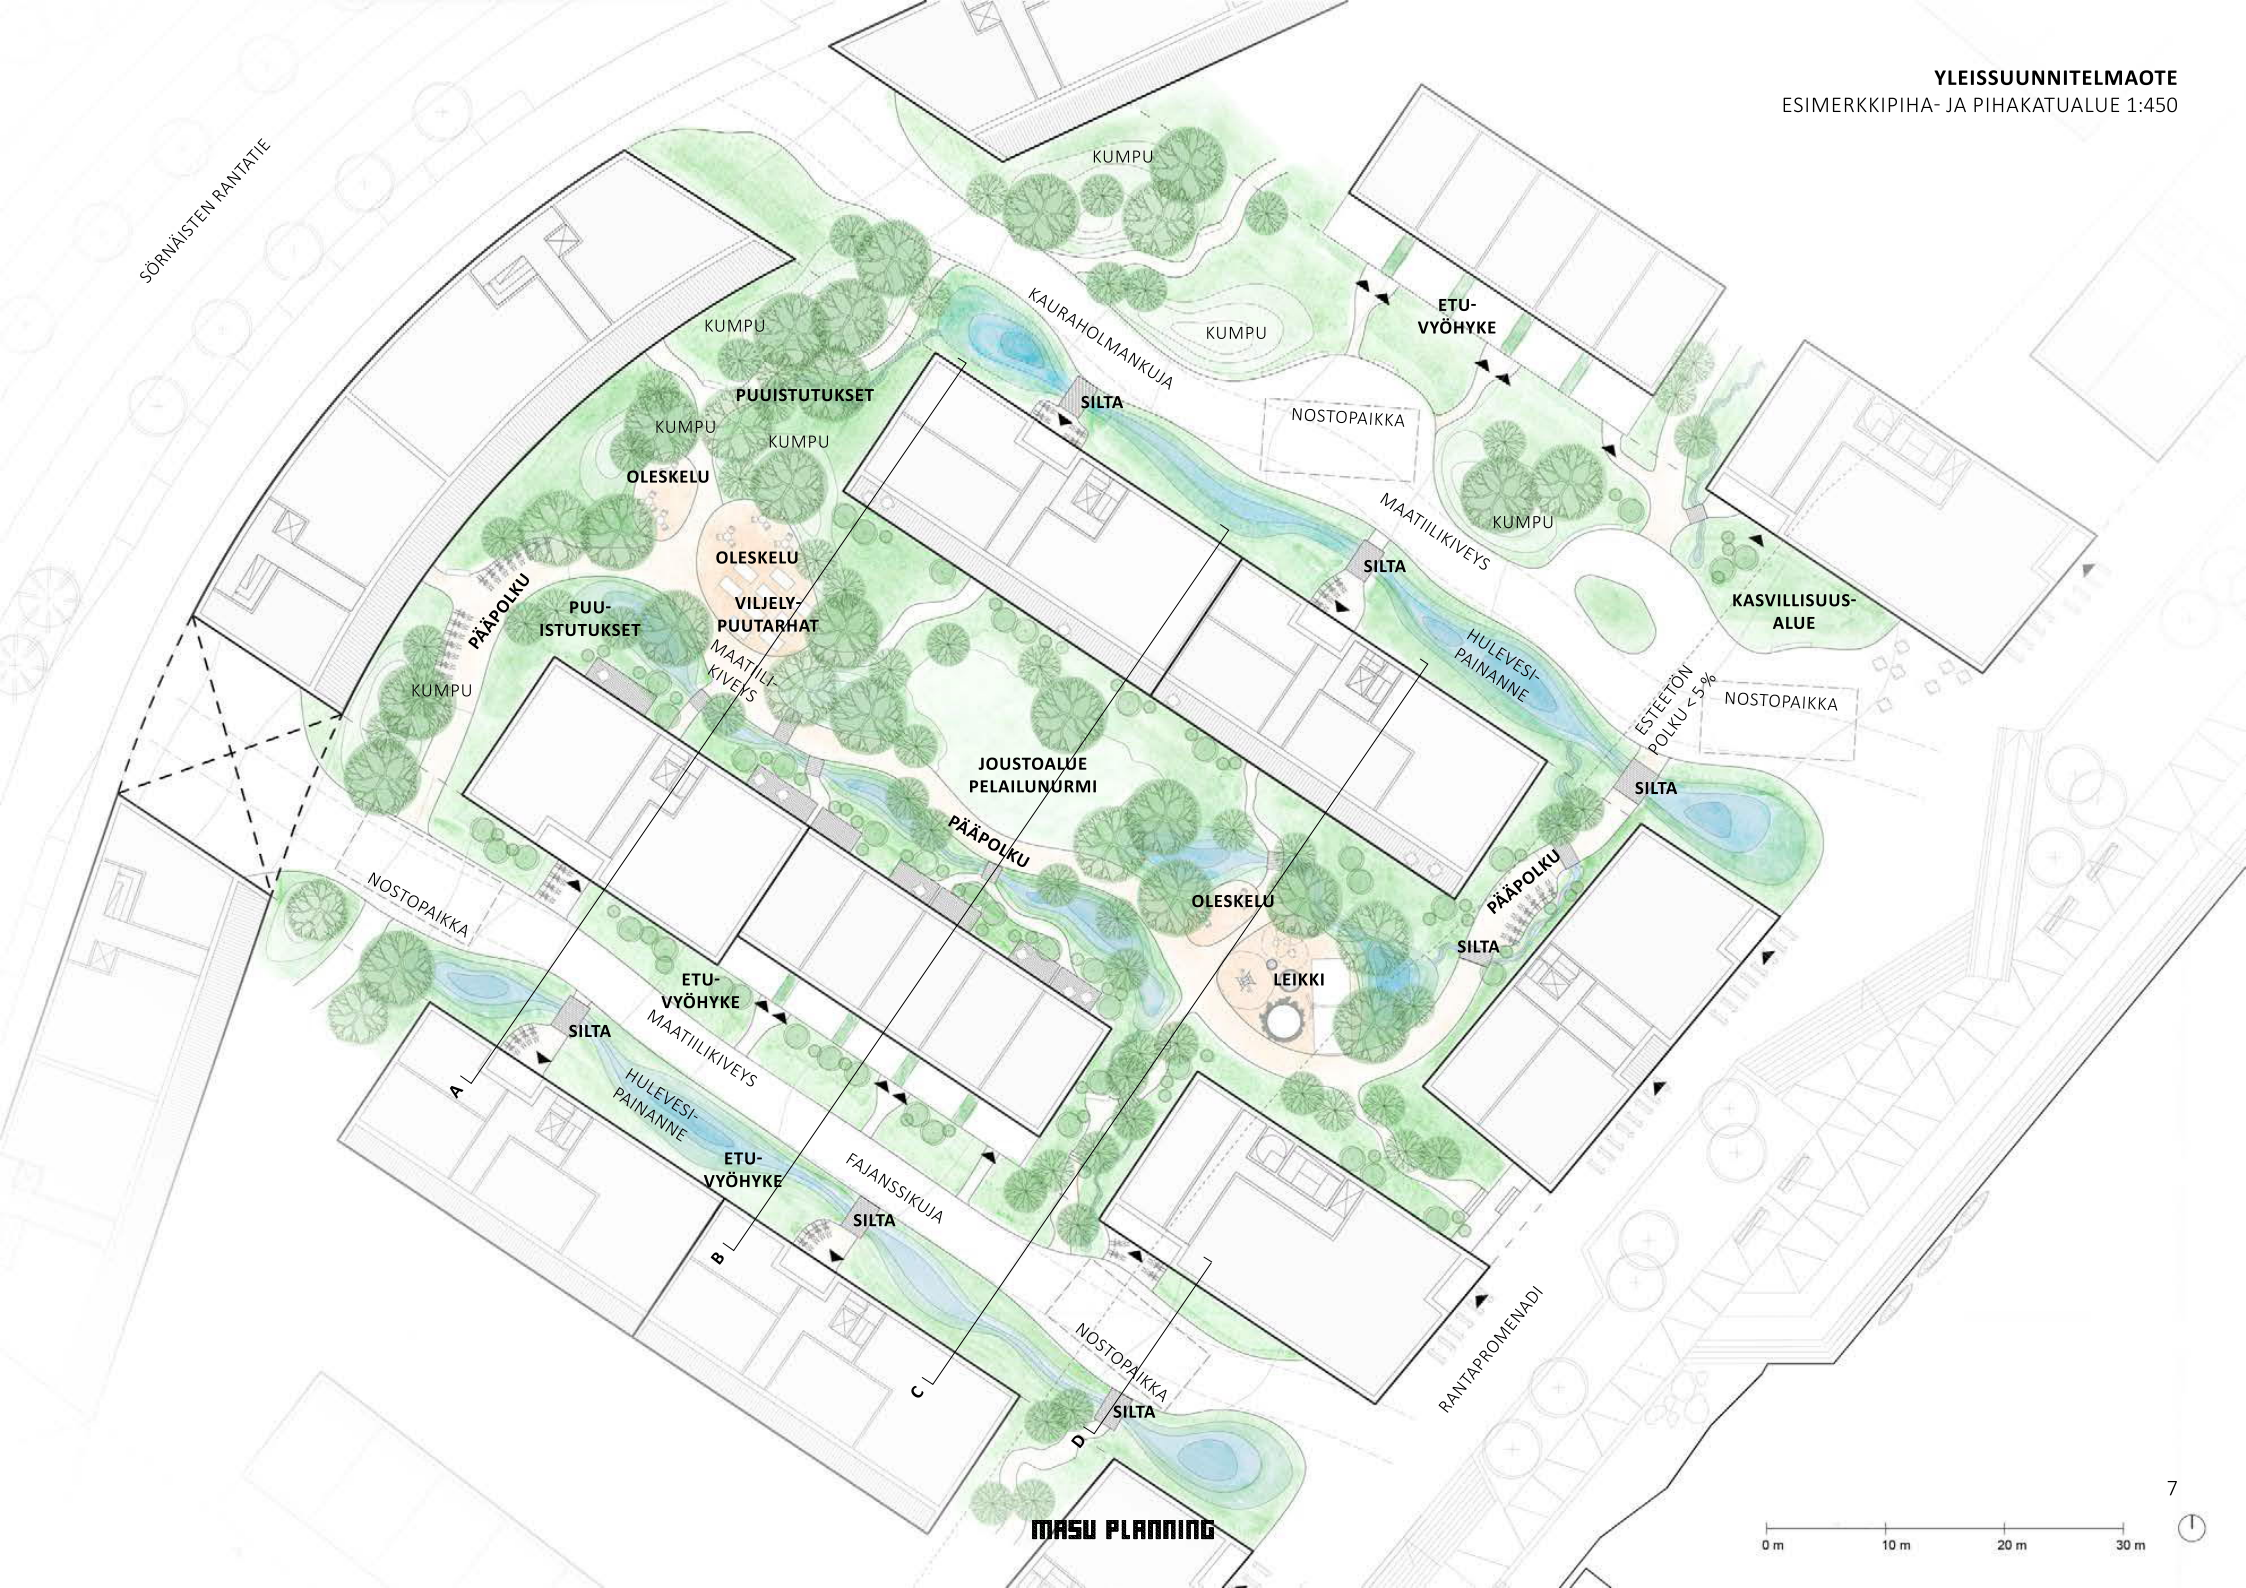 YLEISSUUNNITELMAOTE
ESIMERKKIPIHA- JA PIHAKATUALUE 1:450
SÖRNÄISTEN RANTATIE
KUMPU
KUMPU
KAURAHOLMANKUJA
KUMPU
ETU-
VYÖHYKE
PUUISTUTUKSET
SILTA
NOSTOPAIKKA
KUMPU
KUMPU
OLESKELU
MAATIILIKIVEYS
KUMPU
OLESKELU
SILTA
PÄÄPOLKU
PUU-
ISTUTUKSET
VILJELY-
PUUTARHAT
KASVILLISUUS-
ALUE
MAATIILI-
KIVEYS
HULEVESI-
PAINANNE
KUMPU
ESTEETÖN
POLKU < 5 %
NOSTOPAIKKA
JOUSTOALUE
PELAILUNURMI
SILTA
PÄÄPOLKU
PÄÄPOLKU
NOSTOPAIKKA
OLESKELU
SILTA
LEIKKI
ETU-
VYÖHYKE
SILTA
MAATIILIKIVEYS
A
HULEVESI-
PAINANNE
ETU-
VYÖHYKE
FAJANSSIKUJA
SILTA
B
RANTAPROMENADI
NOSTOPAIKKA
C
SILTA
D
7
MASU PLANNING
0 m
10 m
20 m
30 m